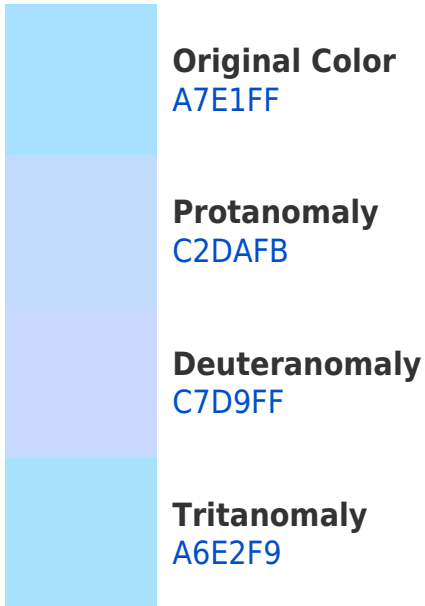 Original Color
A7E1FF
Protanomaly
C2DAFB
Deuteranomaly
C7D9FF
Tritanomaly
A6E2F9